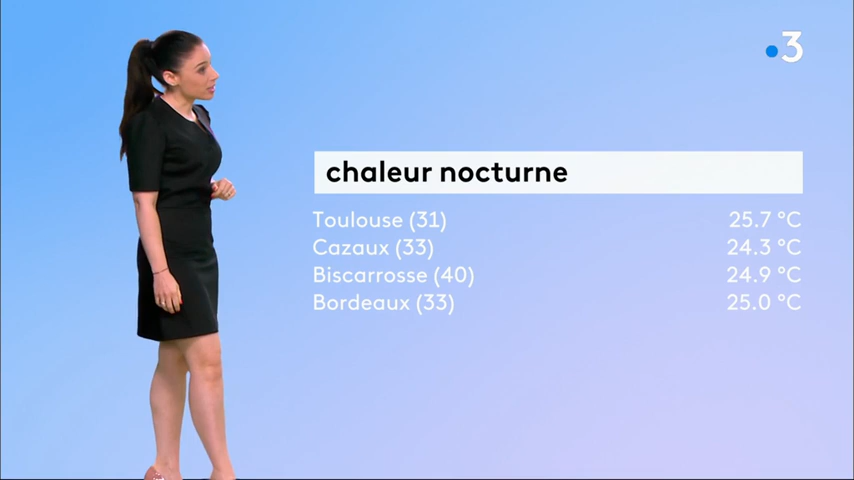 3
chaleur nocturne
Toulouse (31) 25.7 °C
Cazaux (33) 24.3 °C
Biscarrosse (40) 24.9 °C
Bordeaux (33) 25.0 °C